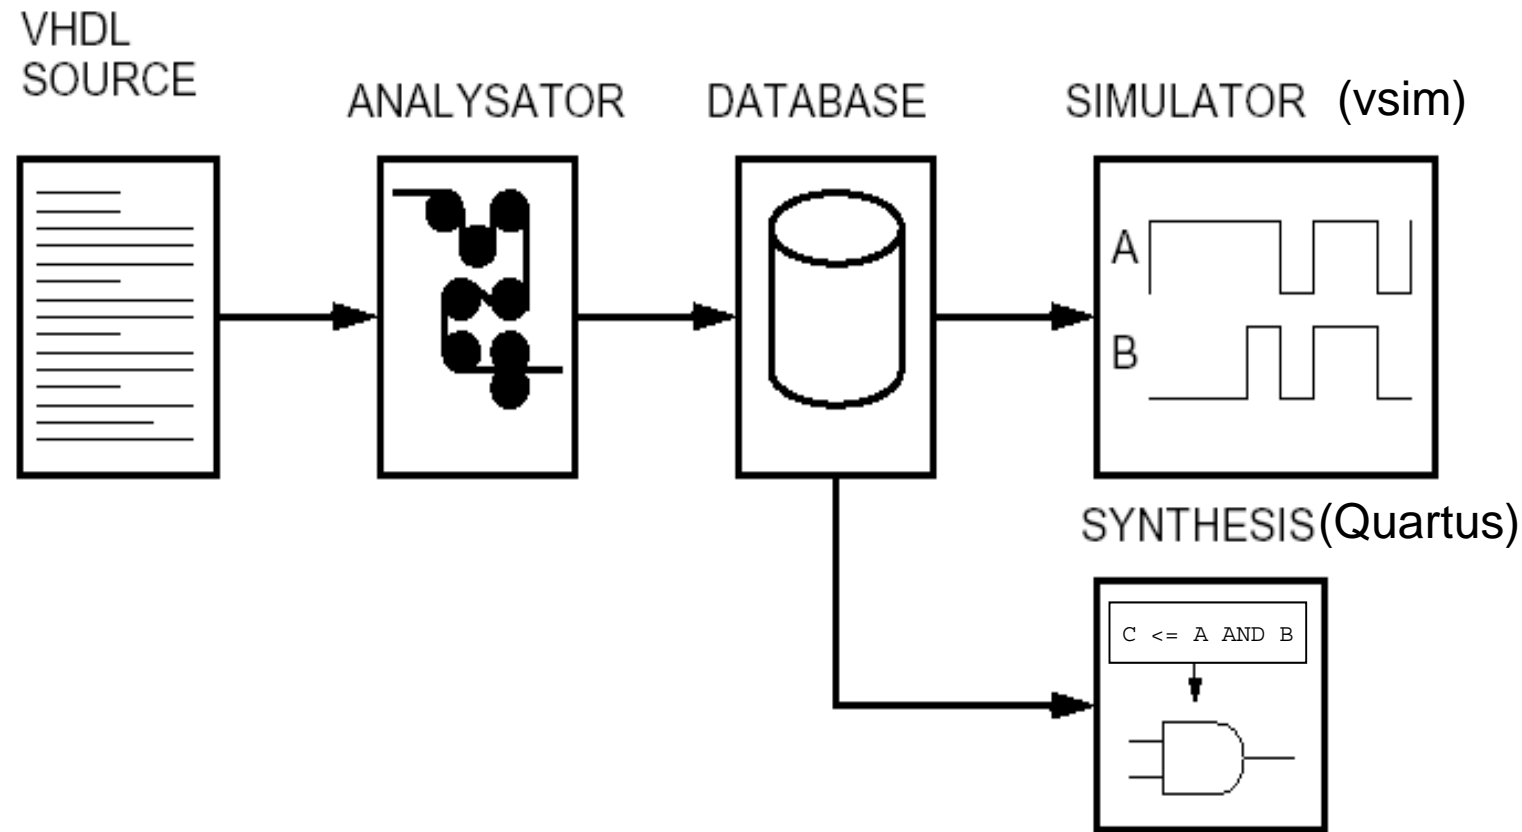 VHDL
SOURCE
ANALYSATOR
DATABASE
SIMULATOR (vsim)
A
B
SYNTHESIS(Quartus)
C <= A AND B